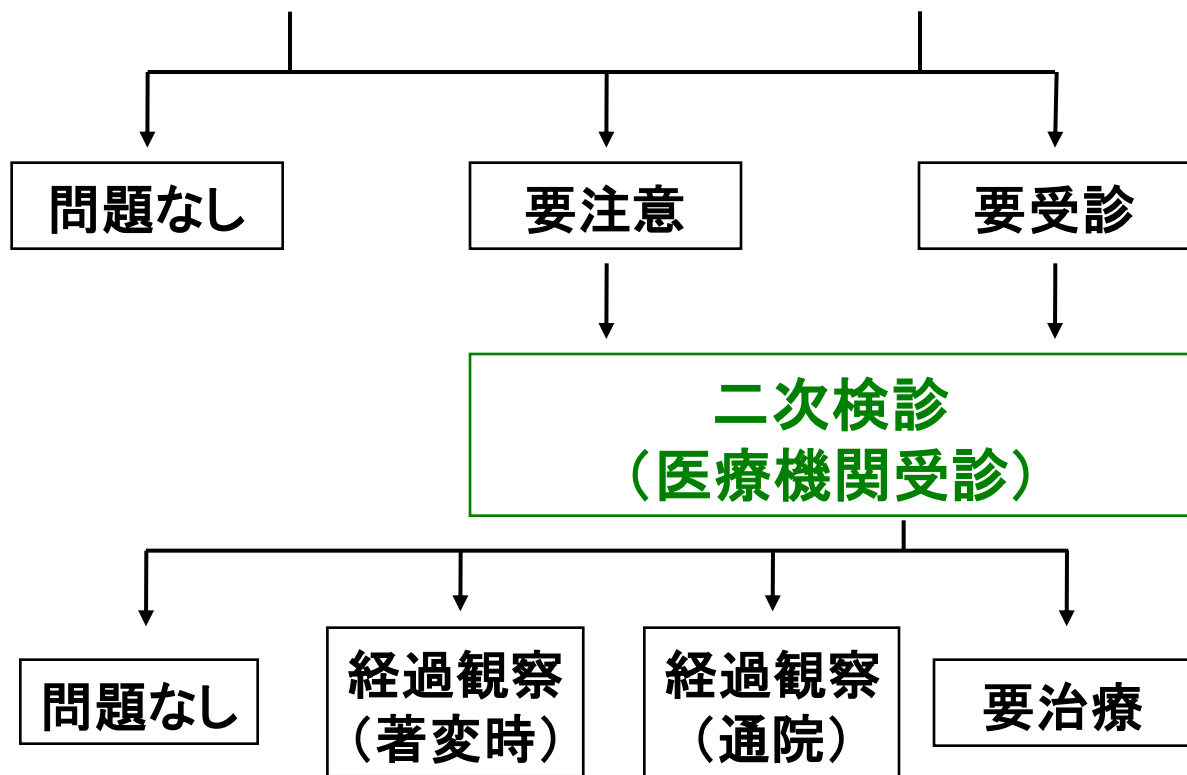 問題なし
要注意
要受診
二次検診
（医療機関受診）
問題なし
経過観察
（著変時）
経過観察
（通院）
要治療